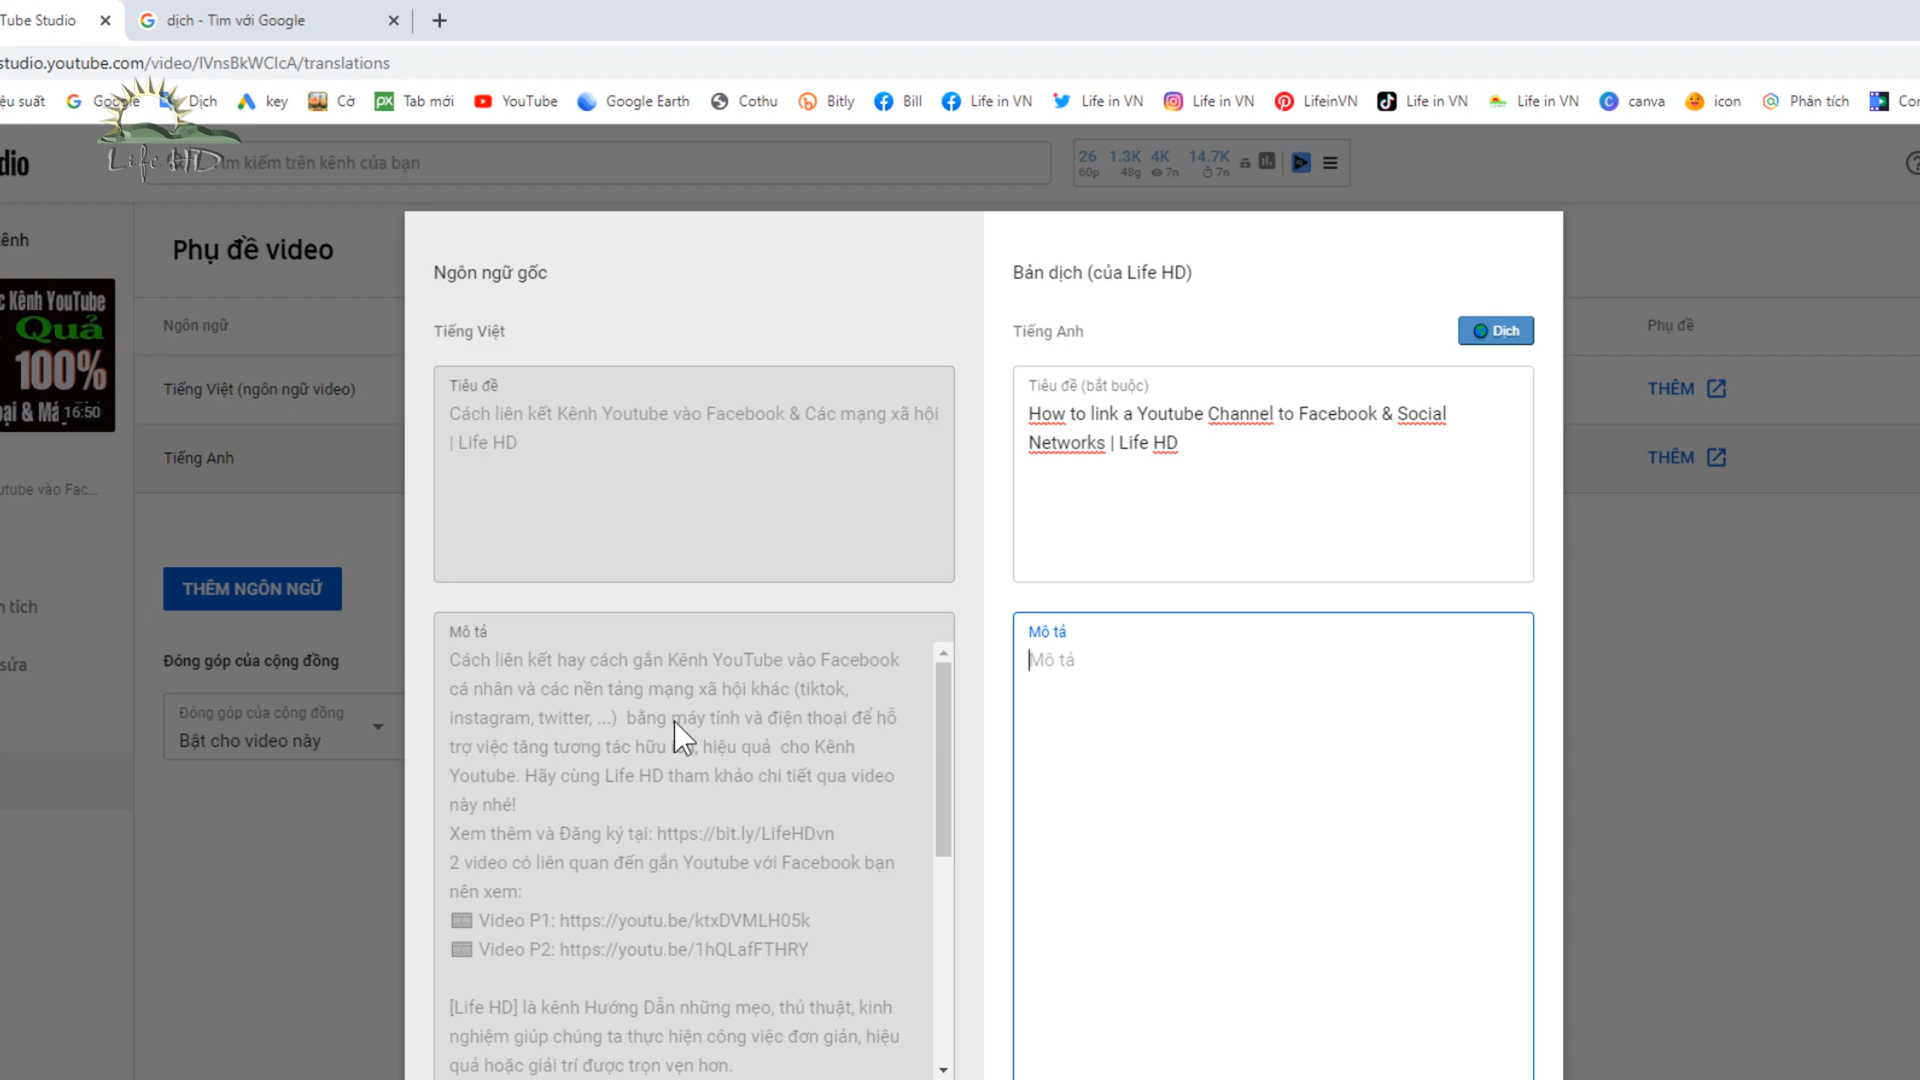 Tube Studio
dịch - Tìm với Google
studio.youtube.com/video/IVnsBkWCIcA/translations
ệu suất
Google
Dịch
key
Cờ
Tab mới
YouTube
Google Earth
Cothu
Bitly
Bill
Life in VN
Life in VN
Life in VN
LifeinVN
Life in VN
Life in VN
canva
icon
Phân tích
Cor
dio
Life HD
ìm kiếm trên kênh của bạn
26 1.3K 4K 14.7K
60p 48g 7n 7n
ênh
Phụ đề video
c Kênh YouTube
Quả
100%
ại & Má
16:50
Ngôn ngữ
Phụ đề
Tiếng Việt (ngôn ngữ video)
THÊM
Tiếng Anh
THÊM
utube vào Fac...
THÊM NGÔN NGỮ
n tích
sửa
Đóng góp của cộng đồng
Đóng góp của cộng đồng
Bật cho video này
Ngôn ngữ gốc
Tiếng Việt
Tiêu đề
Cách liên kết Kênh Youtube vào Facebook & Các mạng xã hội
| Life HD
Mô tả
Cách liên kết hay cách gắn Kênh YouTube vào Facebook
cá nhân và các nền tảng mạng xã hội khác (tiktok,
instagram, twitter, ...) bằng máy tính và điện thoại để hỗ
trợ việc tăng tương tác hữu hiệu quả cho Kênh
Youtube. Hãy cùng Life HD tham khảo chi tiết qua video
này nhé!
Xem thêm và Đăng ký tại: https://bit.ly/LifeHDvn
2 video có liên quan đến gắn Youtube với Facebook bạn
nên xem:
Video P1: https://youtu.be/ktxDVMLH05k
Video P2: https://youtu.be/1hQLafFTHRY
[Life HD] là kênh Hướng Dẫn những mẹo, thủ thuật, kinh
nghiệm giúp chúng ta thực hiện công việc đơn giản, hiệu
quả hoặc giải trí được trọn vẹn hơn.
Bản dịch (của Life HD)
Tiếng Anh
Dịch
Tiêu đề (bắt buộc)
How to link a Youtube Channel to Facebook & Social
Networks | Life HD
Mô tả
Mô tả